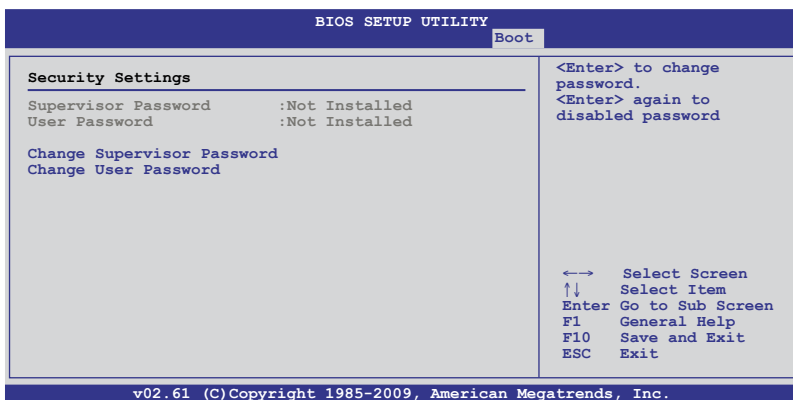 BIOS SETUP UTILITY
Boot
Security Settings
Supervisor Password :Not Installed
User Password :Not Installed
Change Supervisor Password
Change User Password
<Enter> to change
password.
<Enter> again to
disabled password
←→ Select Screen
↑↓ Select Item
Enter Go to Sub Screen
F1 General Help
F10 Save and Exit
ESC Exit
v02.61 (C)Copyright 1985-2009, American Megatrends, Inc.